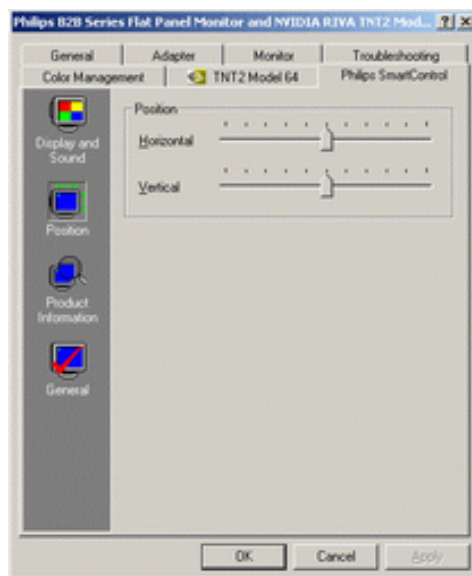 Philips B2B Series Flat Panel Monitor and NVIDIA RIVA TNT2 Mod...
General Adapter Monitor Troubleshooting
Color Management TNT2 Model 64 Philips SmartControl
Position
Horizontal
Vertical
Display and
Sound
Position
Product
Information
General
OK Cancel Apply